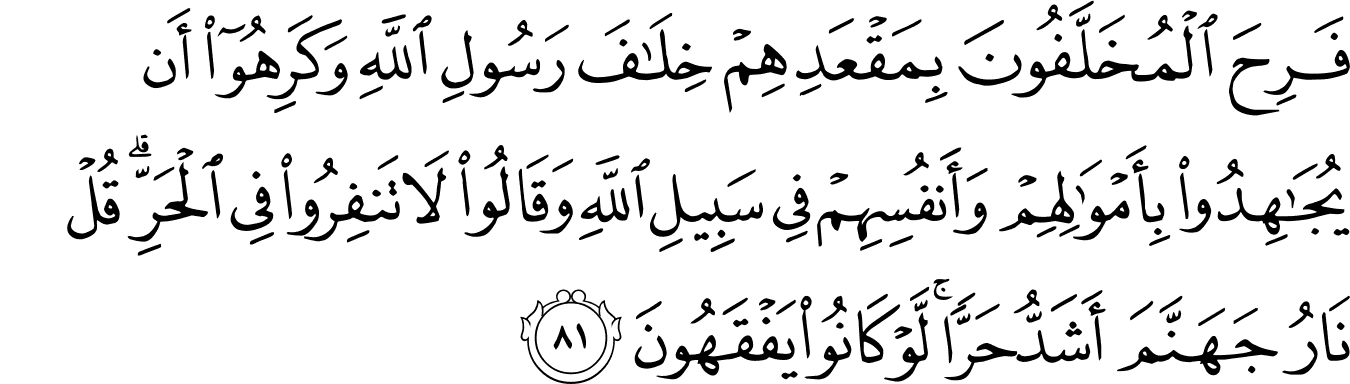 فَرِحَ ٱلْمُخَلَّفُونَ بِمَقْعَدِهِمْ خِلَـٰفَ رَسُولِ ٱللَّهِ وَكَرِهُوٓا۟ أَن
يُجَـٰهِدُوا۟ بِأَمْوَٰلِهِمْ وَأَنفُسِهِمْ فِى سَبِيلِ ٱللَّهِ وَقَالُوا۟ لَا تَنفِرُوا۟ فِى ٱلْحَرِّ ۗ قُلْ
نَارُ جَهَنَّمَ أَشَدُّ حَرًّا ۚ لَّوْ كَانُوا۟ يَفْقَهُونَ ٨١